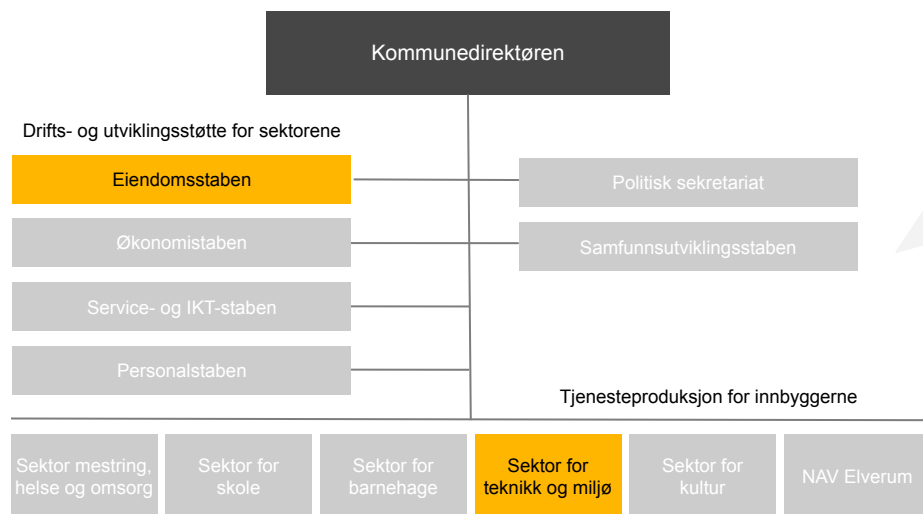 Kommunedirektøren
Drifts- og utviklingsstøtte for sektorene
Eiendomsstaben
Politisk sekretariat
Økonomistaben
Samfunnsutviklingsstaben
Service- og IKT-staben
Personalstaben
Tjenesteproduksjon for innbyggerne
Sektor mestring,
helse og omsorg
Sektor for
skole
Sektor for
barnehage
Sektor for
teknikk og miljø
Sektor for
kultur
NAV Elverum